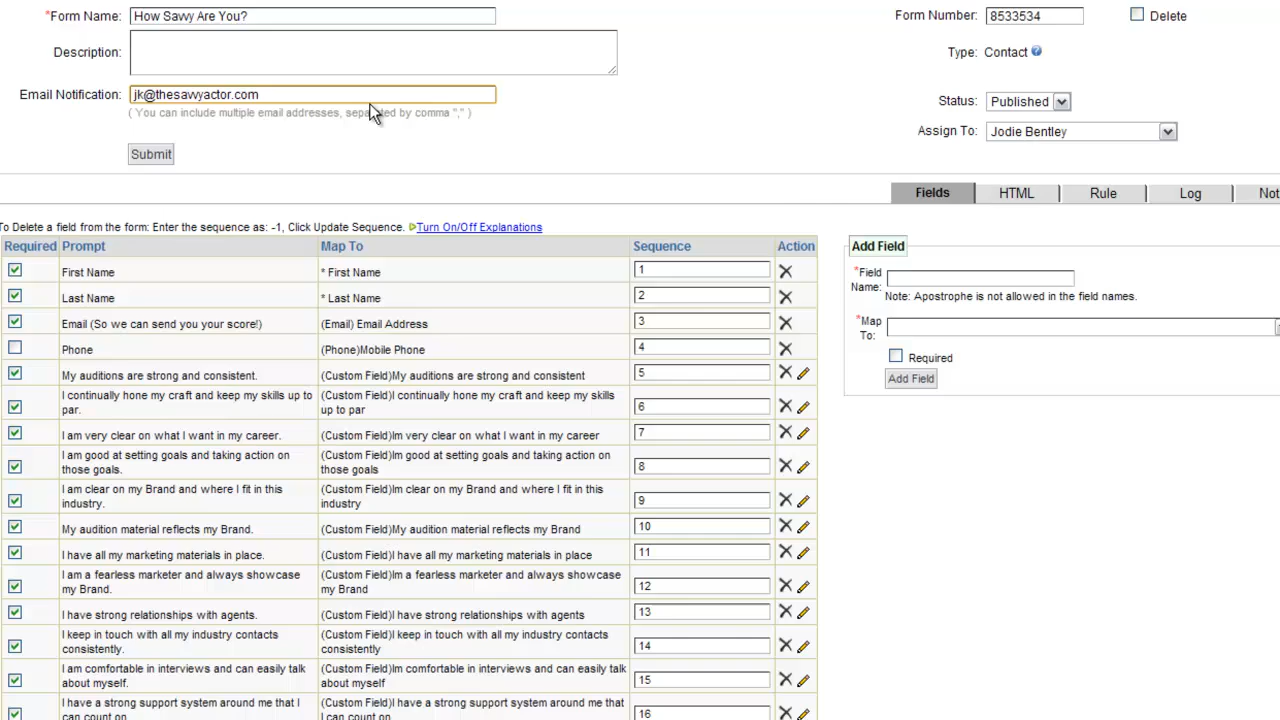 *Form Name: How Savvy Are You?
Form Number: 8533534 Delete
Description:
Type: Contact ?
Email Notification: jk@thesavvyactor.com
( You can include multiple email addresses, by comma "," )
Status: Published
Assign To: Jodie Bentley
Submit
Fields HTML Rule Log
To Delete a field from the form: Enter the sequence as: -1, Click Update Sequence. Turn On/Off Explanations
Required Prompt Map To Sequence Action
First Name * First Name 1
Last Name * Last Name 2
Email (So we can send you your score!) (Email) Email Address 3
Phone (Phone)Mobile Phone 4
My auditions are strong and consistent. (Custom Field)My auditions are strong and consistent 5
I continually hone my craft and keep my skills up to
par.
(Custom Field)I continually hone my craft and keep my skills
up to par
6
I am very clear on what I want in my career. (Custom Field)Im very clear on what I want in my career 7
I am good at setting goals and taking action on
those goals.
(Custom Field)Im good at setting goals and taking action on
those goals
8
I am clear on my Brand and where I fit in this
industry.
(Custom Field)Im clear on my Brand and where I fit in this
industry
9
My audition material reflects my Brand. (Custom Field)My audition material reflects my Brand 10
I have all my marketing materials in place. (Custom Field)I have all my marketing materials in place 11
I am a fearless marketer and always showcase
my Brand.
(Custom Field)Im a fearless marketer and always showcase
my Brand
12
I have strong relationships with agents. (Custom Field)I have strong relationships with agents 13
I keep in touch with all my industry contacts
consistently.
(Custom Field)I keep in touch with all my industry contacts
consistently
14
I am comfortable in interviews and can easily talk
about myself.
(Custom Field)Im comfortable in interviews and can easily talk
about myself
15
I have a strong support system around me that I
can count on.
(Custom Field)I have a strong support system around me that
I can count on
16
Add Field
*Field
Name:
Note: Apostrophe is not allowed in the field names.
*Map
To:
Required
Add Field